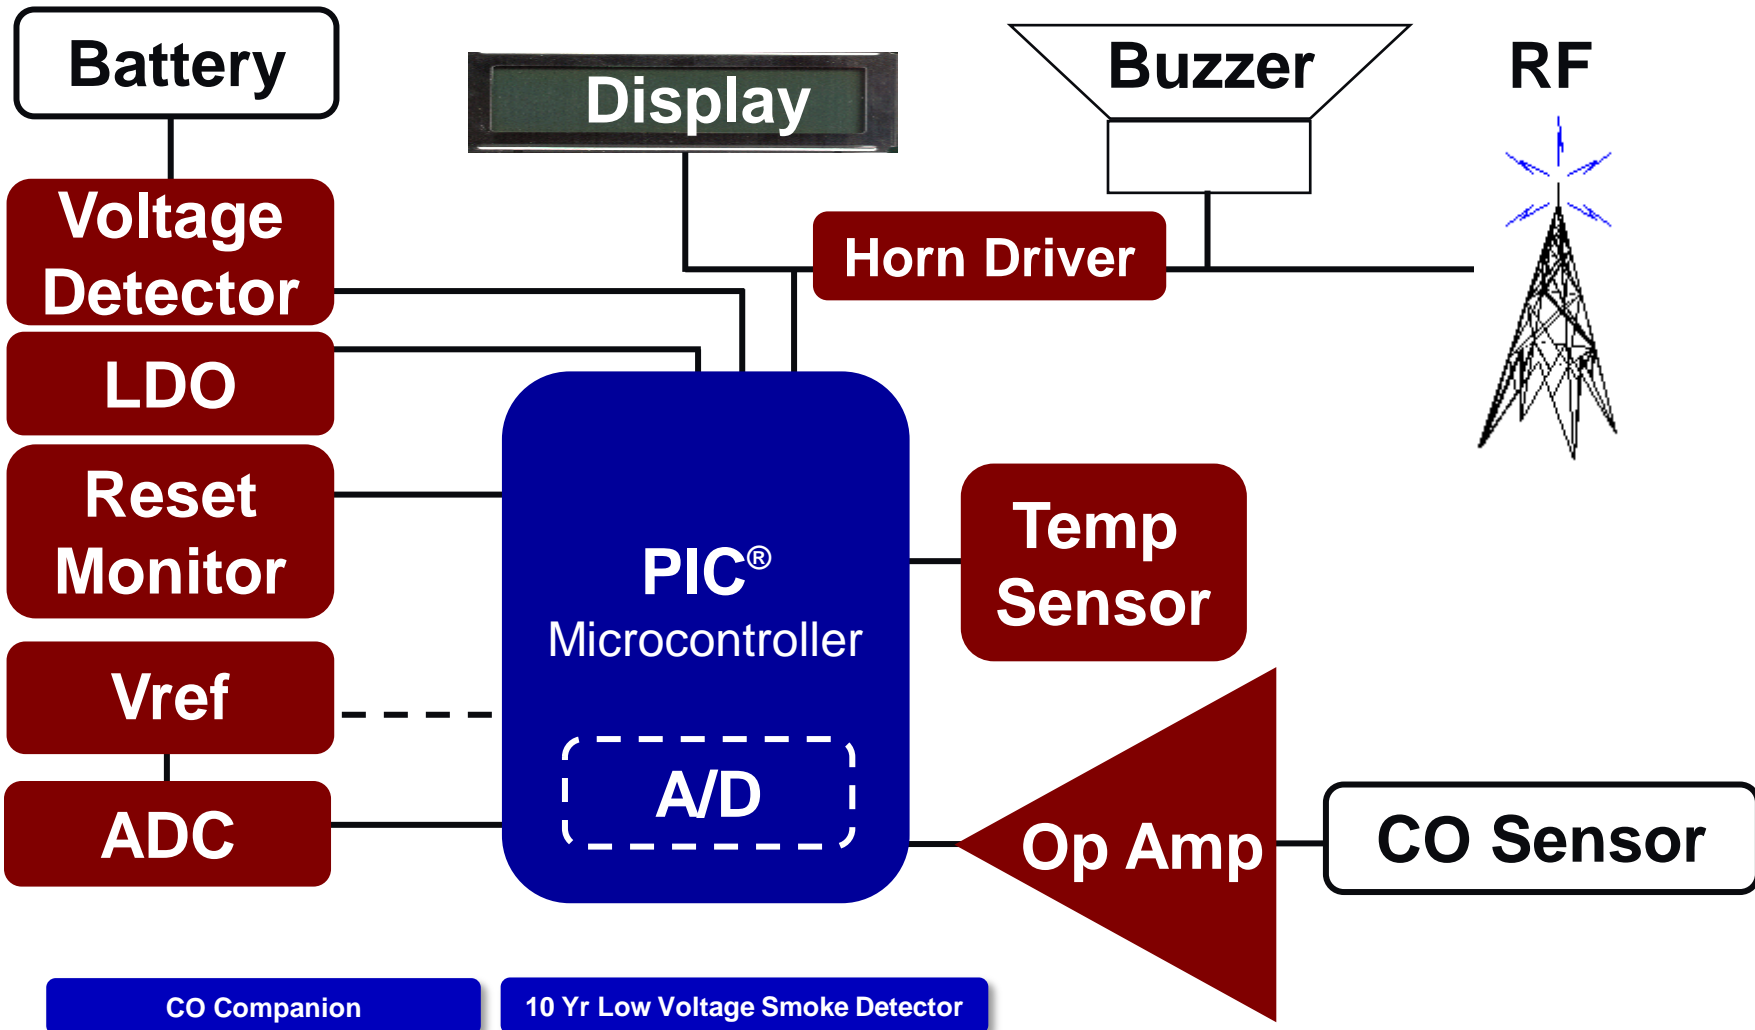 Battery
Display
Buzzer
RF
Voltage
Detector
Horn Driver
LDO
Reset
Monitor
PIC®
Microcontroller
Temp
Sensor
Vref
A/D
ADC
Op Amp
CO Sensor
CO Companion
10 Yr Low Voltage Smoke Detector